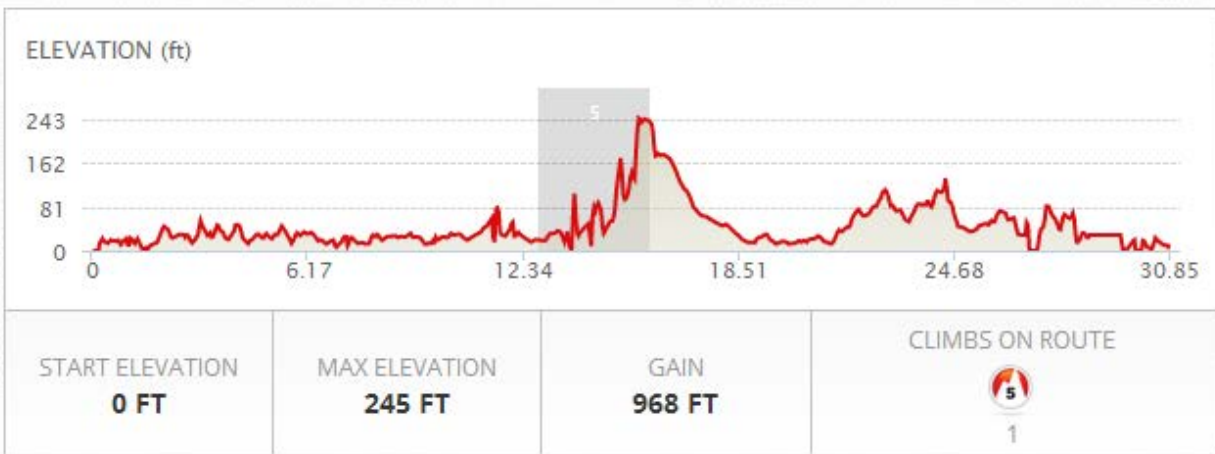 ELEVATION (ft)
5
243
162
81
0
0 6.17 12.34 18.51 24.68 30.85
START ELEVATION
0 FT
MAX ELEVATION
245 FT
GAIN
968 FT
CLIMBS ON ROUTE
5
1